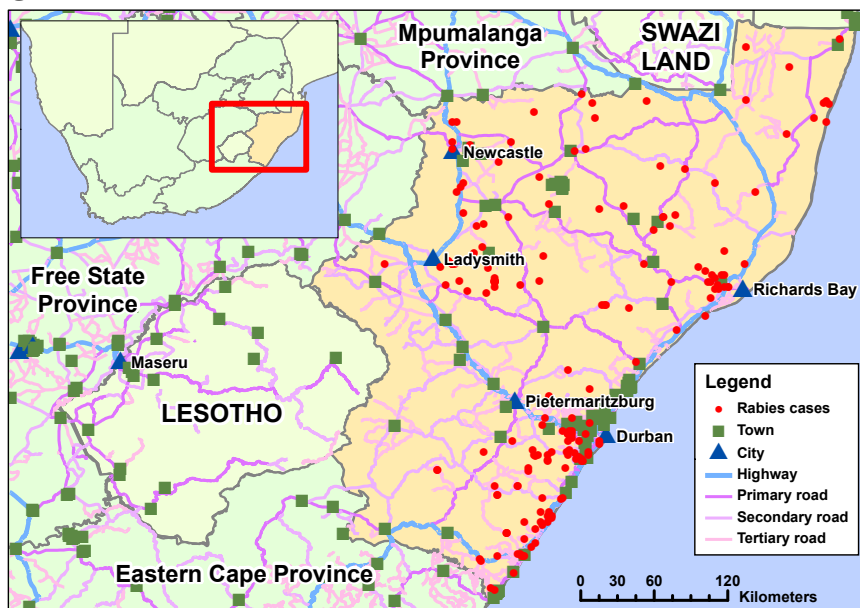 Mpumalanga
Province
SWAZI
LAND
Newcastle
Ladysmith
Free State
Province
Richards Bay
Maseru
LESOTHO
Pietermaritzburg
Durban
Eastern Cape Province
Legend
Rabies cases
Town
City
Highway
Primary road
Secondary road
Tertiary road
0 30 60 120
Kilometers